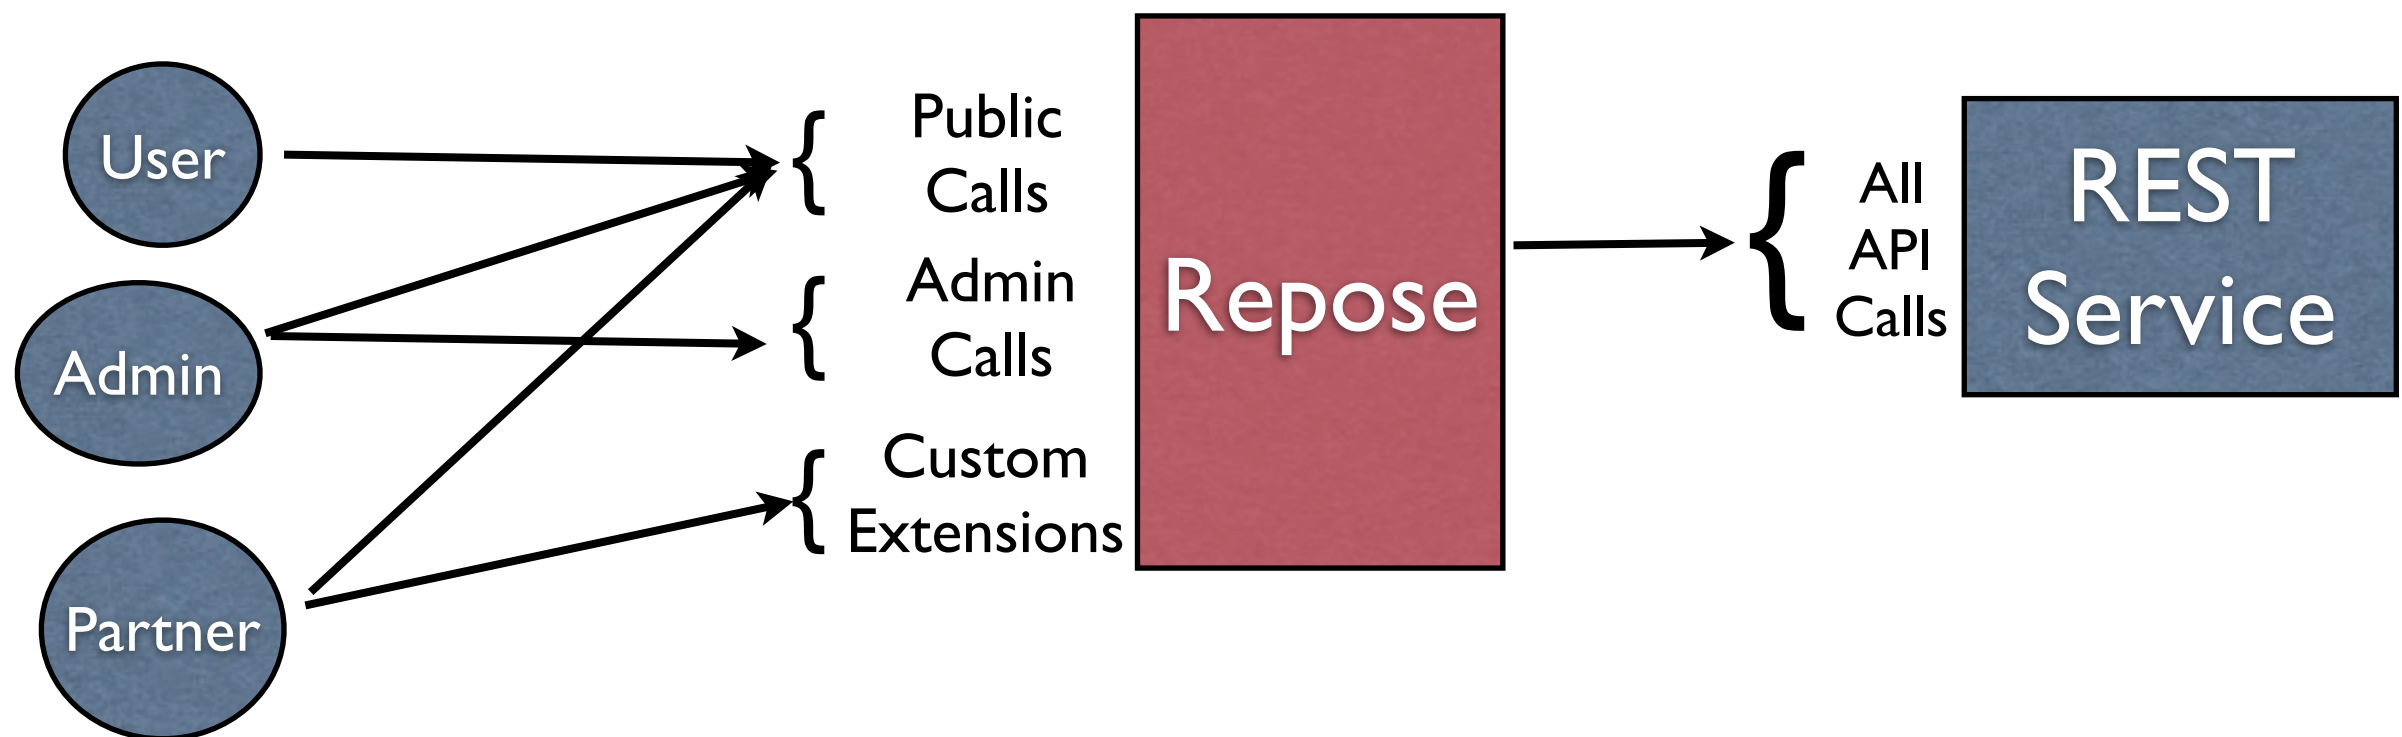 User
Admin
Partner
Public
Calls
Admin
Calls
Custom
Extensions
Repose
All
API
Calls
REST
Service